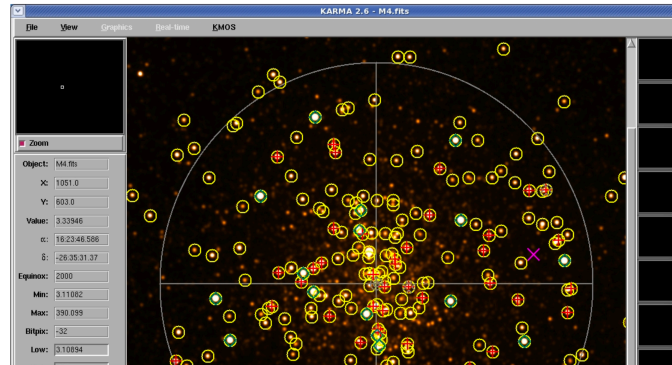 KARMA 2.6 - M4.fits
File View Graphics Real-time KMOS
Zoom
Object: M4.fits
X: 1051.0
Y: 603.0
Value: 3.33946
α: 16:23:46.586
δ: -26:35:31.37
Equinox: 2000
Min: 3.11062
Max: 390.099
Bitpix: -32
Low: 3.10894